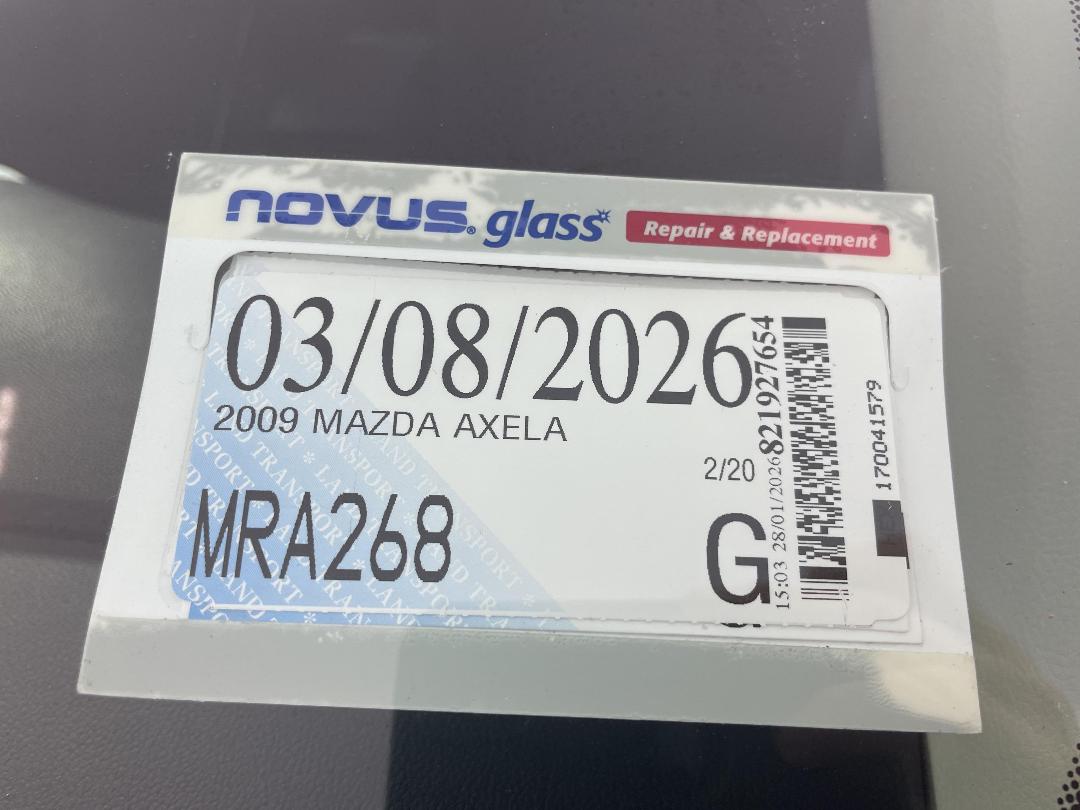 novus® glass Repair & Replacement
03/08/2026
2009 MAZDA AXELA
2/20
MRA268
G
15:03 28/01/2026 821927654
170041579